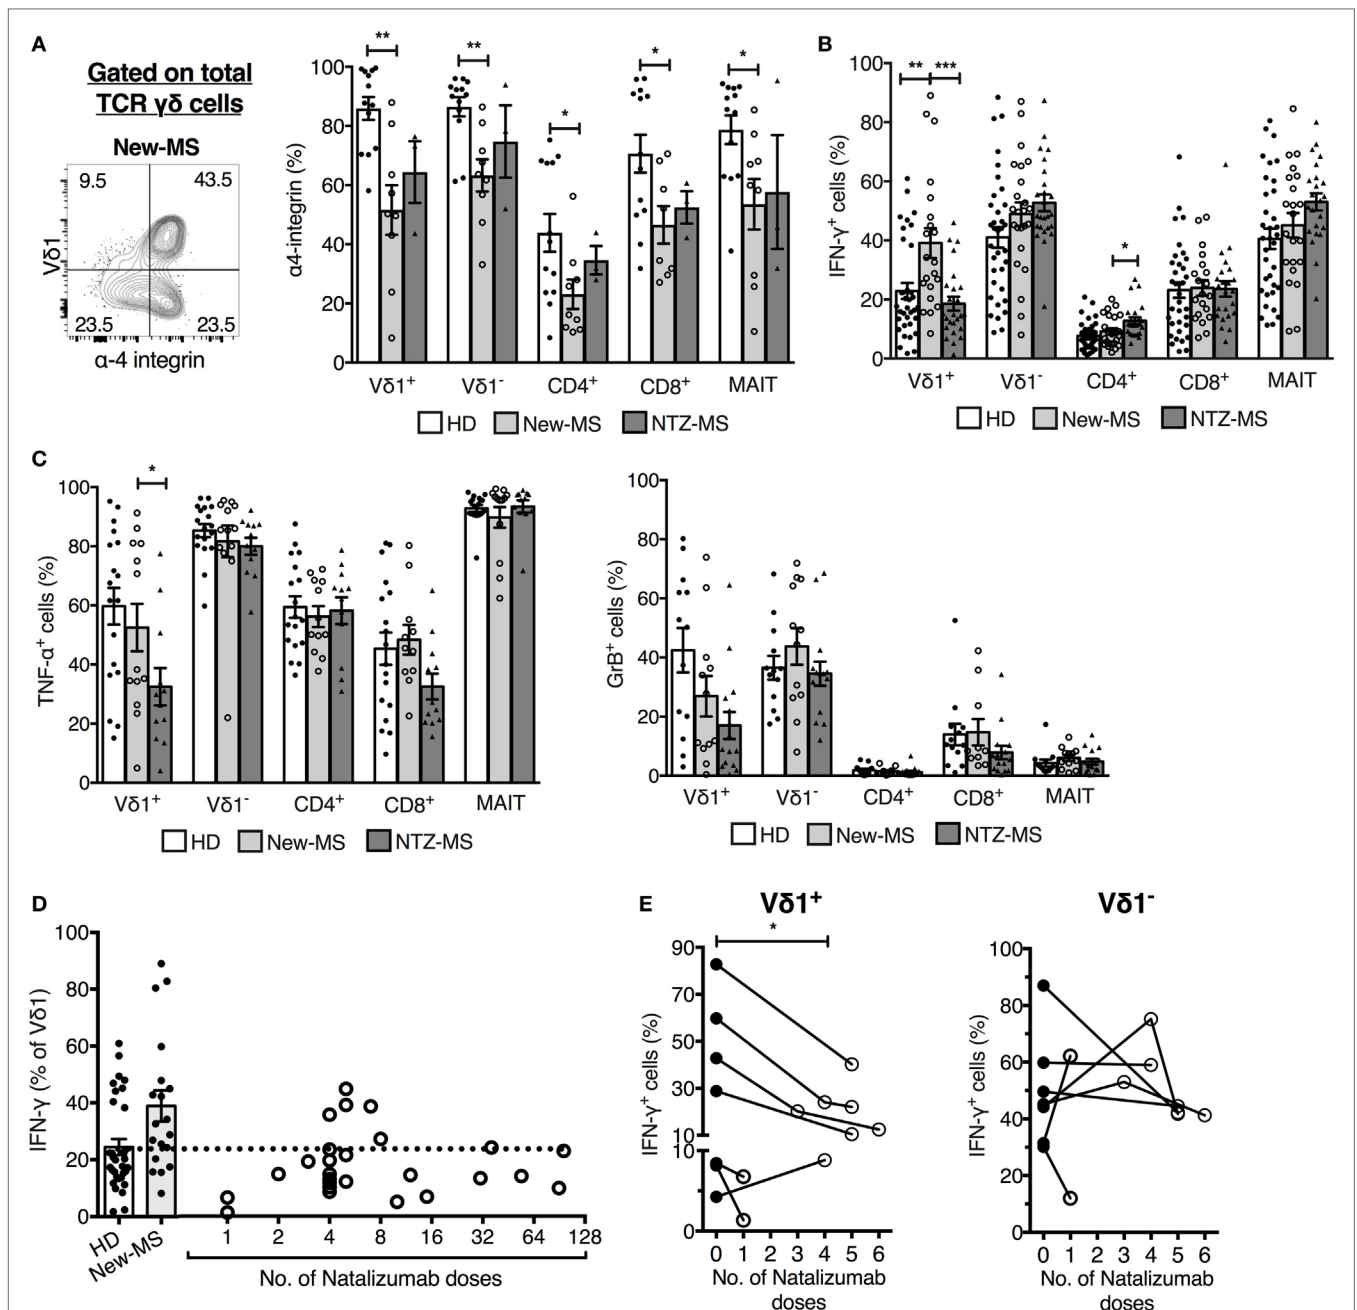 A
Gated on total
TCR γδ cells
New-MS
9.5
43.5
23.5
23.5
Vδ1
α-4 integrin
α4-integrin (%)
100
80
60
40
20
0
**
**
*
*
*
Vδ1⁺
Vδ1⁻
CD4⁺
CD8⁺
MAIT
HD
New-MS
NTZ-MS
B
IFN-γ⁺ cells (%)
100
80
60
40
20
0
**
***
*
Vδ1⁺
Vδ1⁻
CD4⁺
CD8⁺
MAIT
HD
New-MS
NTZ-MS
C
TNF-α⁺ cells (%)
100
80
60
40
20
0
*
Vδ1⁺
Vδ1⁻
CD4⁺
CD8⁺
MAIT
HD
New-MS
NTZ-MS
GrB⁺ cells (%)
100
80
60
40
20
0
Vδ1⁺
Vδ1⁻
CD4⁺
CD8⁺
MAIT
HD
New-MS
NTZ-MS
D
IFN-γ (% of Vδ1)
100
80
60
40
20
0
HD
New-MS
1
2
4
8
16
32
64
128
No. of Natalizumab doses
E
Vδ1⁺
*
IFN-γ⁺ cells (%)
90
70
50
30
10
10
0
0
1
2
3
4
5
6
No. of Natalizumab
doses
Vδ1⁻
IFN-γ⁺ cells (%)
100
80
60
40
20
0
0
1
2
3
4
5
6
No. of Natalizumab
doses